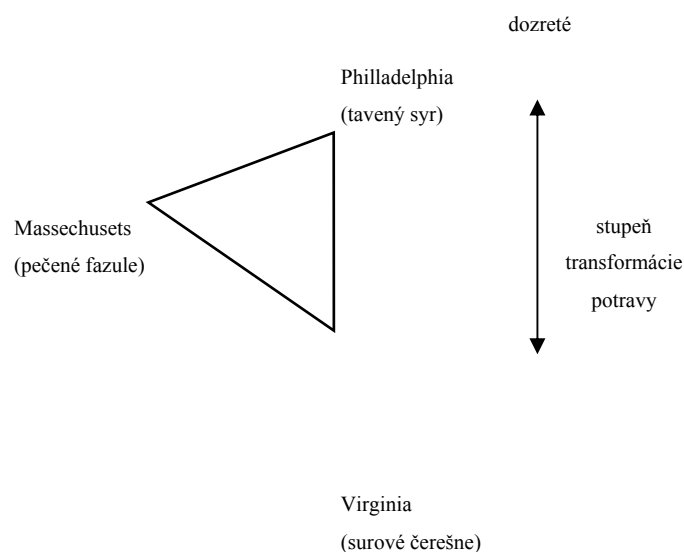 dozreté
Philladelphia
(tavený syr)
Massechusets
(pečené fazule)
stupeň
transformácie
potravy
Virginia
(surové čerešne)